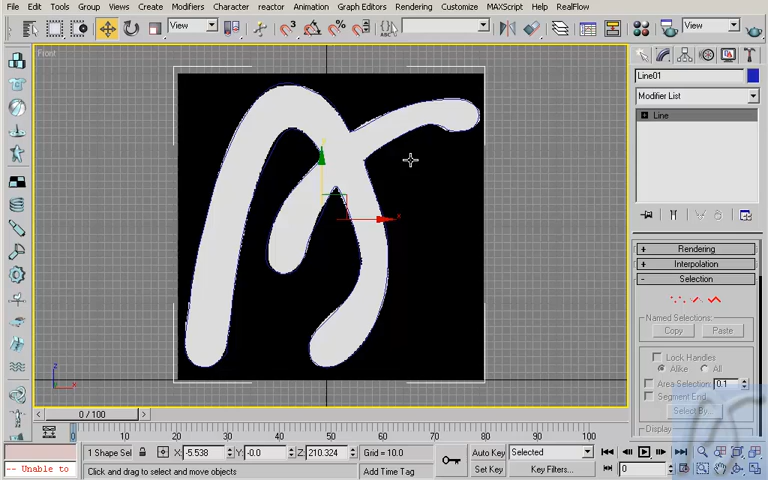 File Edit Tools Group Views Create Modifiers Character reactor Animation Graph Editors Rendering Customize MAXScript Help RealFlow
View View
Front
Line01
Modifier List
Line
Rendering
Interpolation
Selection
Named Selections:
Copy Paste
Lock Handles
Alike All
Area Selection: 0.1
Segment End
Select By...
Display
0 / 100
0 10 20 30 40 50 60 70 80 90 100
1 Shape Sel X: -5.538 Y: -0.0 Z: 210.324 Grid = 10.0 Auto Key Selected
-- Unable to Click and drag to select and move objects Add Time Tag Set Key Key Filters... 0